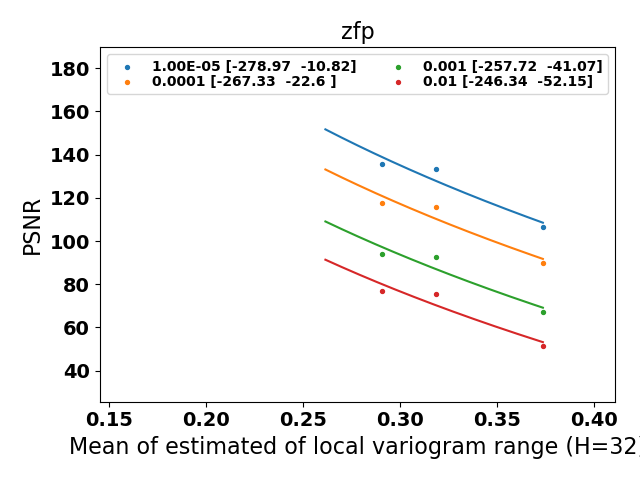 zfp
1.00E-05 [-278.97  -10.82]
0.0001 [-267.33  -22.6 ]
0.001 [-257.72  -41.07]
0.01 [-246.34  -52.15]
PSNR
180
160
140
120
100
80
60
40
0.15 0.20 0.25 0.30 0.35 0.40
Mean of estimated of local variogram range (H=32)